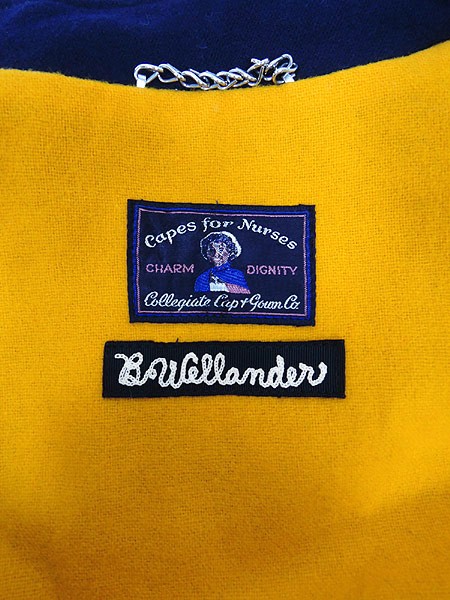 Capes for Nurses
CHARM DIGNITY
Collegiate Cap & Gown Co.
B. Wellander